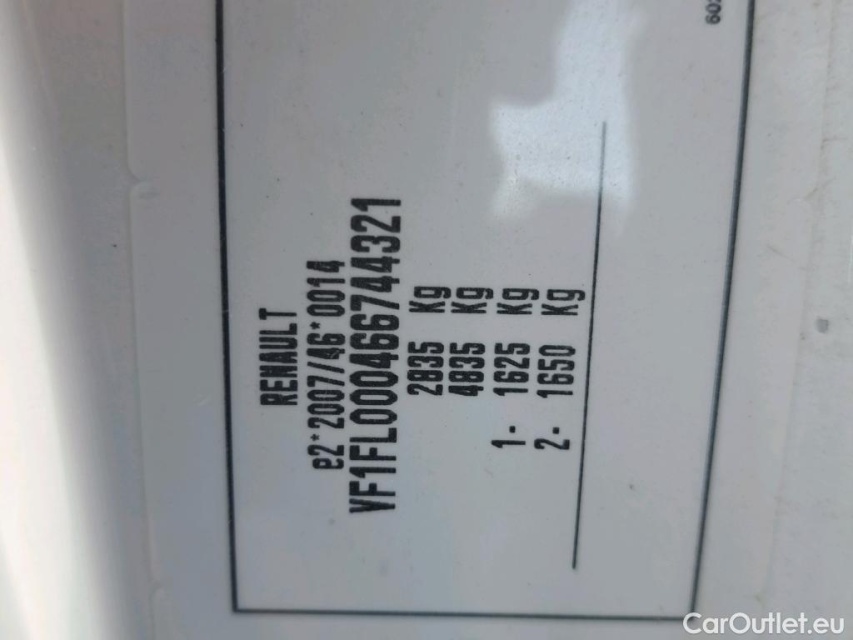 RENAULT
e2*2007/46*0014
VF1FL000466744321
2835 Kg
4835 Kg
1- 1625 Kg
2- 1650 Kg
CarOutlet.eu